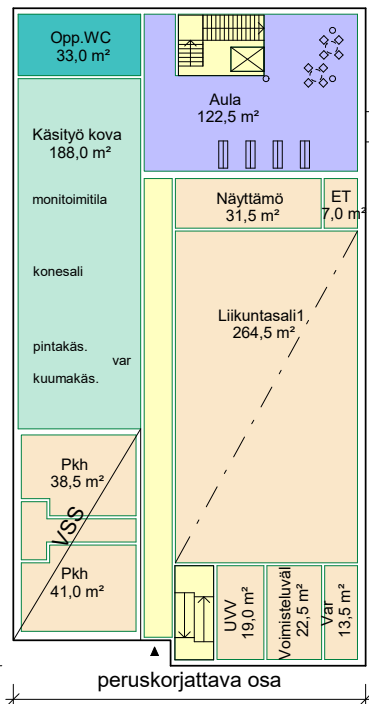 Opp.WC
33,0 m²
Aula
122,5 m²
Käsityö kova
188,0 m²
monitoimitila
konesali
pintakäs.
var
kuumakäs.
Näyttämö
31,5 m²
ET
7,0 m²
Liikuntasali1
264,5 m²
Pkh
38,5 m²
VSS
Pkh
41,0 m²
UVV
19,0 m²
Voimisteluväl
22,5 m²
Var
13,5 m²
peruskorjattava osa